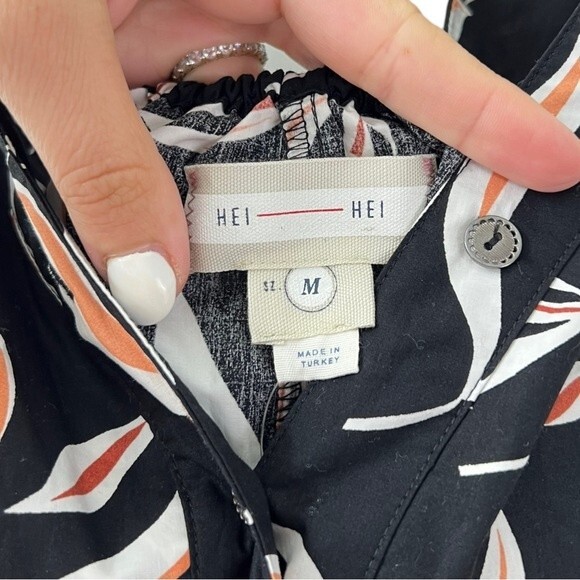 HEI — HEI
SZ. M
MADE IN
TURKEY